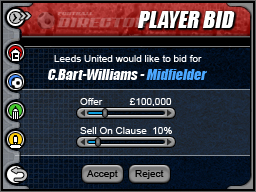 PLAYER BID
Leeds United would like to bid for
C.Bart-Williams - Midfielder
Offer £100,000
Sell On Clause 10%
Accept Reject